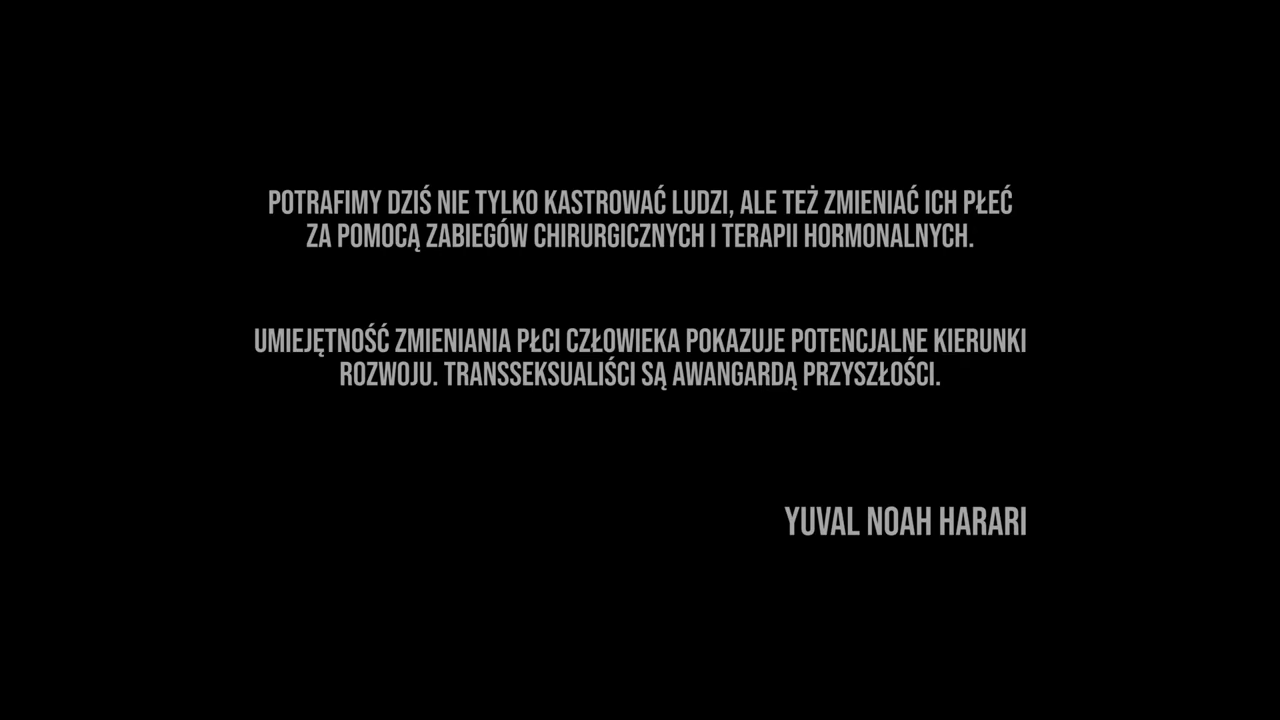 POTRAFIMY DZIŚ NIE TYLKO KASTROWAĆ LUDZI, ALE TEŻ ZMIENIAĆ ICH PŁEĆ
ZA POMOCĄ ZABIEGÓW CHIRURGICZNYCH I TERAPII HORMONALNYCH.
UMIEJĘTNOŚĆ ZMIENIANIA PŁCI CZŁOWIEKA POKAZUJE POTENCJALNE KIERUNKI
ROZWOJU. TRANSSEKSUALIŚCI SĄ AWANGARDĄ PRZYSZŁOŚCI.
YUVAL NOAH HARARI